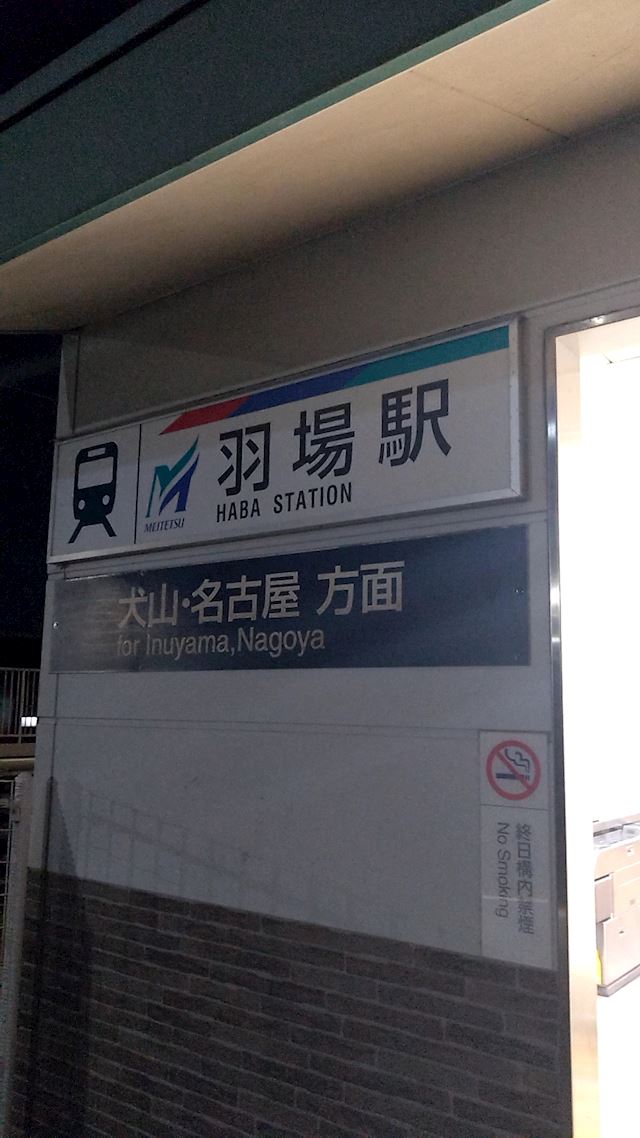 羽場駅
HABA STATION
MEITETSU
犬山・名古屋 方面
for Inuyama,Nagoya
終日構内禁煙
No Smoking